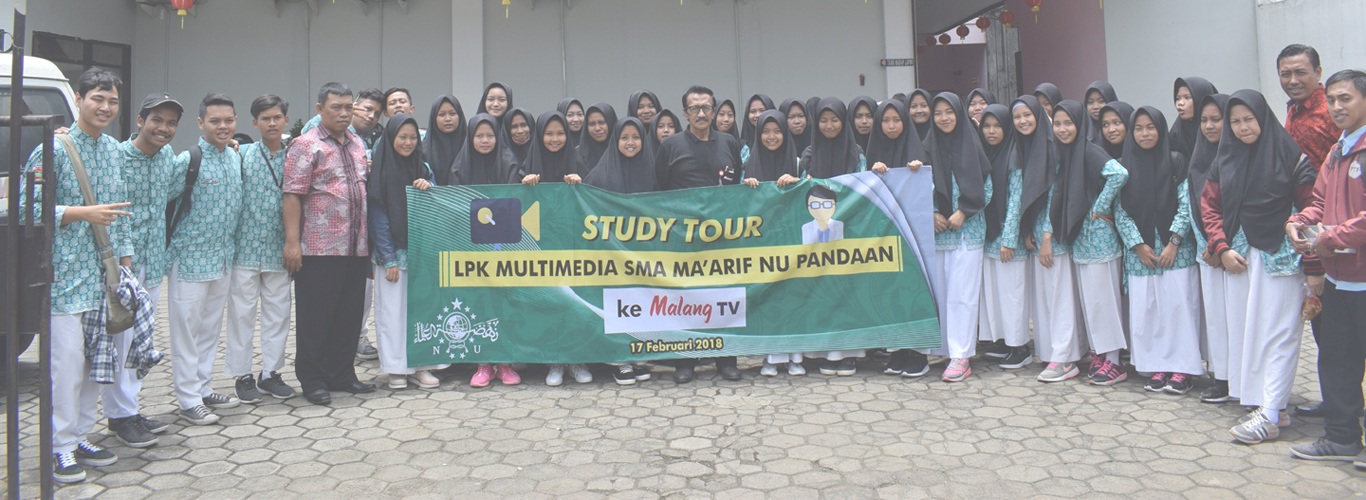 STUDY TOUR
LPK MULTIMEDIA SMA MA'ARIF NU PANDAAN
ke Malang TV
N U
17 Februari 2018